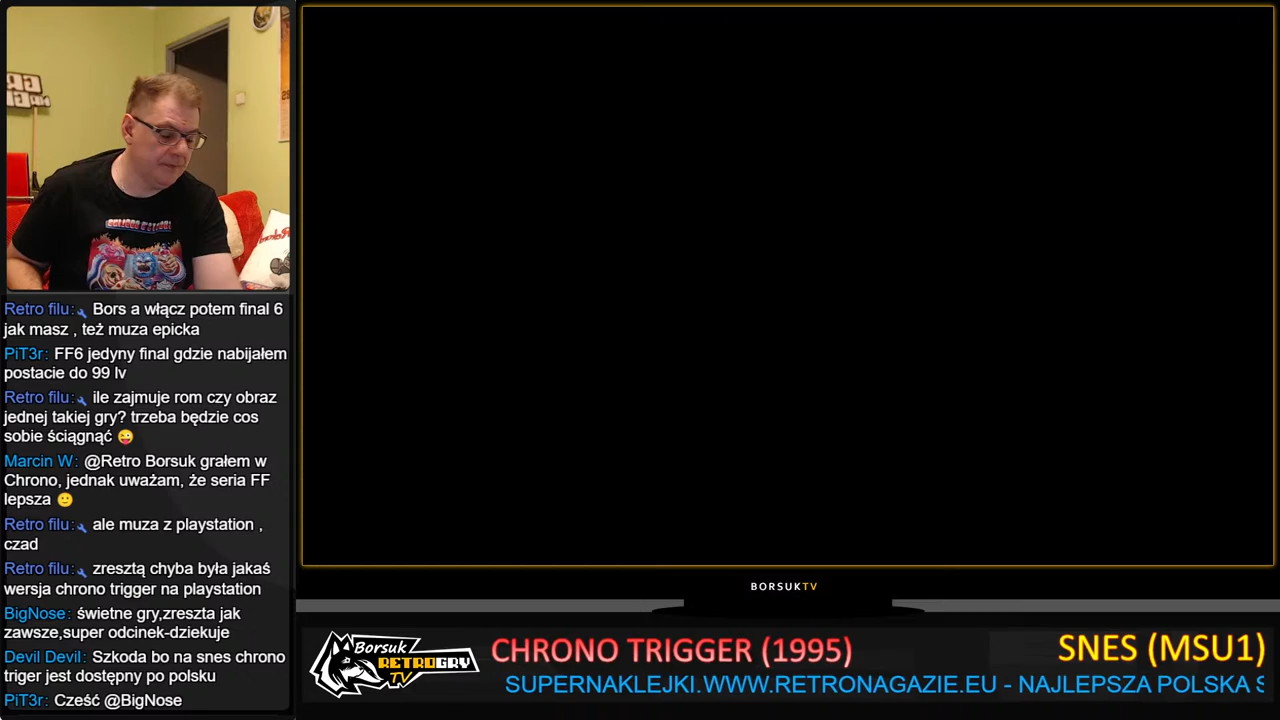 Retro filu: Bors a włącz potem final 6
jak masz , też muza epicka
PiT3r: FF6 jedyny final gdzie nabijałem
postacie do 99 lv
Retro filu: ile zajmuje rom czy obraz
jednej takiej gry? trzeba będzie cos
sobie ściągnąć 😜
Marcin W: @Retro Borsuk grałem w
Chrono, jednak uważam, że seria FF
lepsza 🙂
Retro filu: ale muza z playstation ,
czad
Retro filu: zresztą chyba była jakaś
wersja chrono trigger na playstation
BigNose: świetne gry,zreszta jak
zawsze,super odcinek-dziekuje
Devil Devil: Szkoda bo na snes chrono
triger jest dostępny po polsku
PiT3r: Cześć @BigNose
BORSUKTV
Borsuk
RETROGRY
TV
CHRONO TRIGGER (1995)
SNES (MSU1)
SUPERNAKLEJKI.WWW.RETRONAGAZIE.EU - NAJLEPSZA POLSKA S